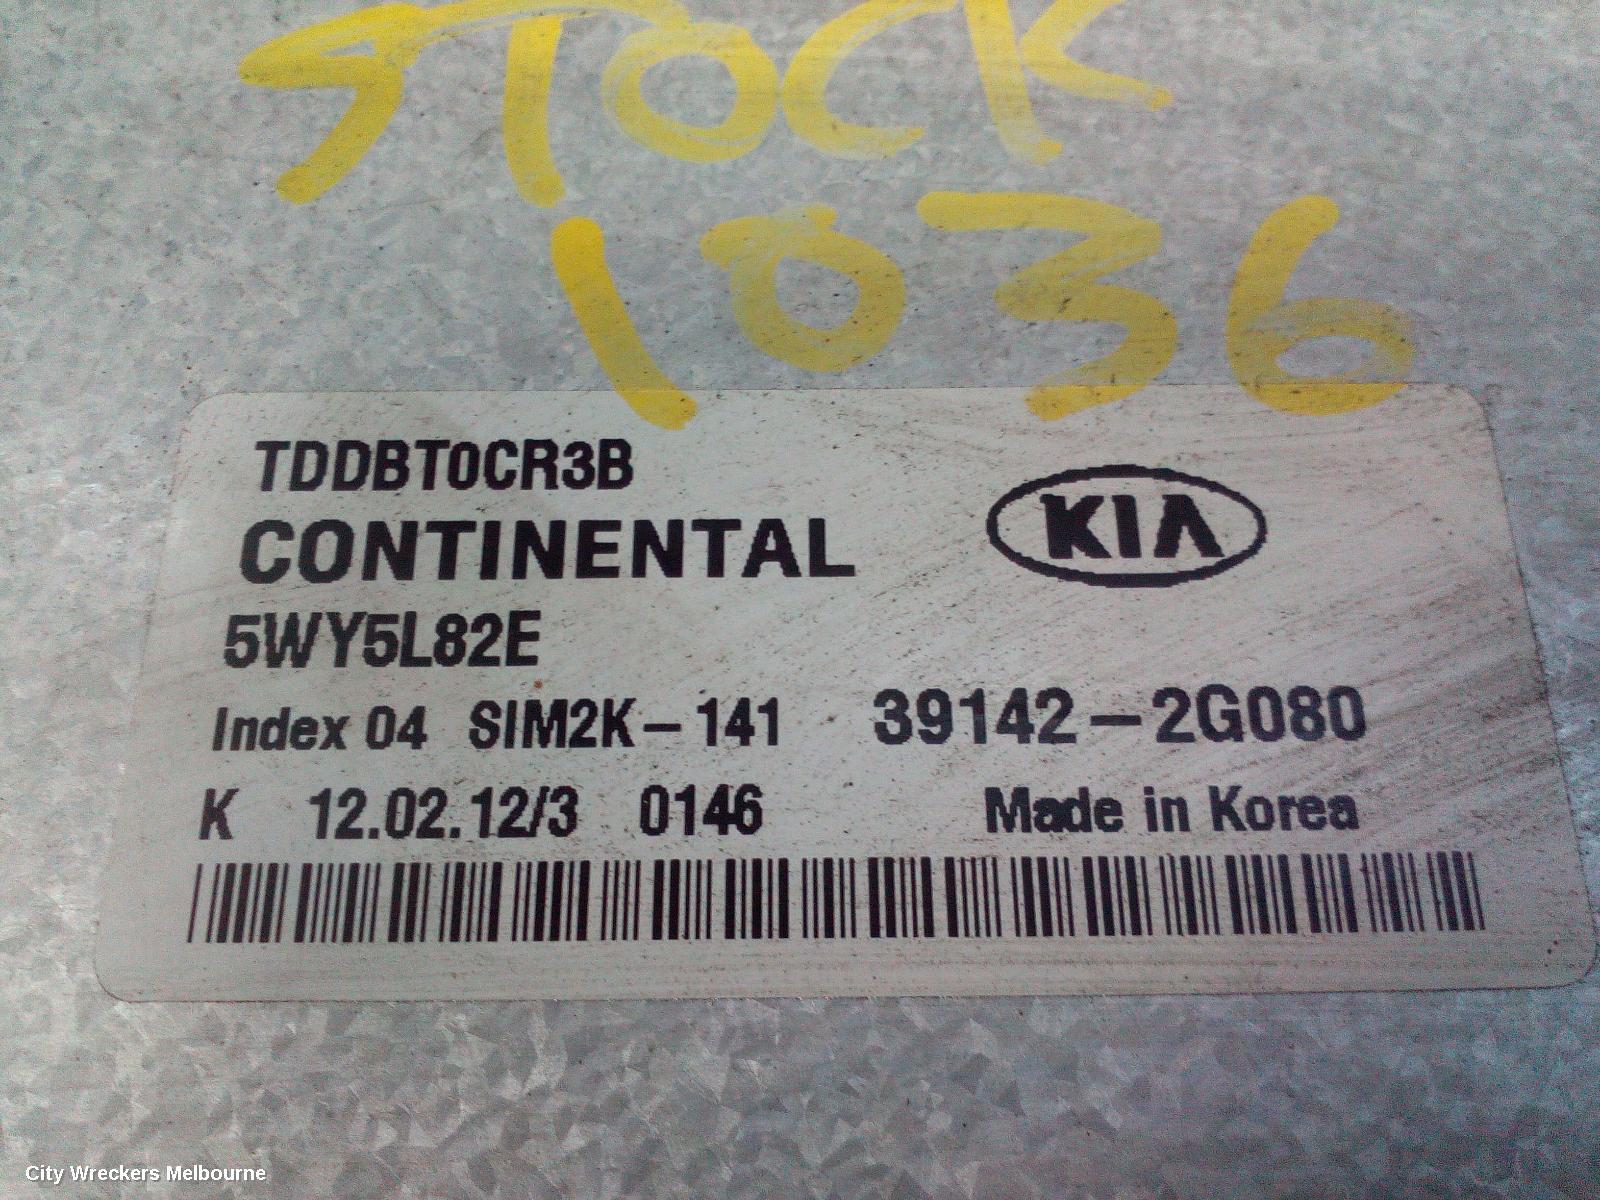 STOCK
1036
TDDBT0CR3B
CONTINENTAL
KIA
5WY5L82E
Index 04 SIM2K-141 39142-2G080
K 12.02.12/3 0146 Made in Korea
City Wreckers Melbourne